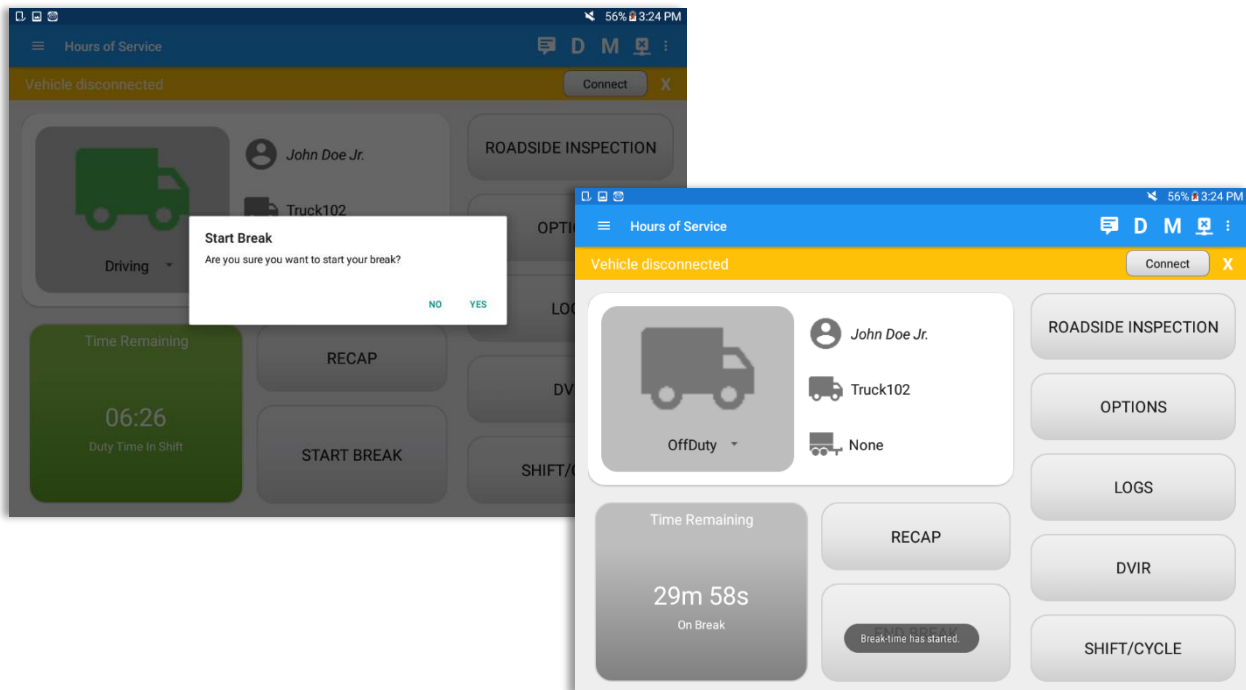 56% 3:24 PM
Hours of Service
D M
Vehicle disconnected
Connect
X
John Doe Jr.
Truck102
Driving
ROADSIDE INSPECTION
Start Break
Are you sure you want to start your break?
NO YES
Time Remaining
06:26
Duty Time In Shift
RECAP
START BREAK
56% 3:24 PM
Hours of Service
D M
Vehicle disconnected
Connect
X
OffDuty
John Doe Jr.
Truck102
None
Time Remaining
29m 58s
On Break
RECAP
END BREAK
Break-time has started.
ROADSIDE INSPECTION
OPTIONS
LOGS
DVIR
SHIFT/CYCLE